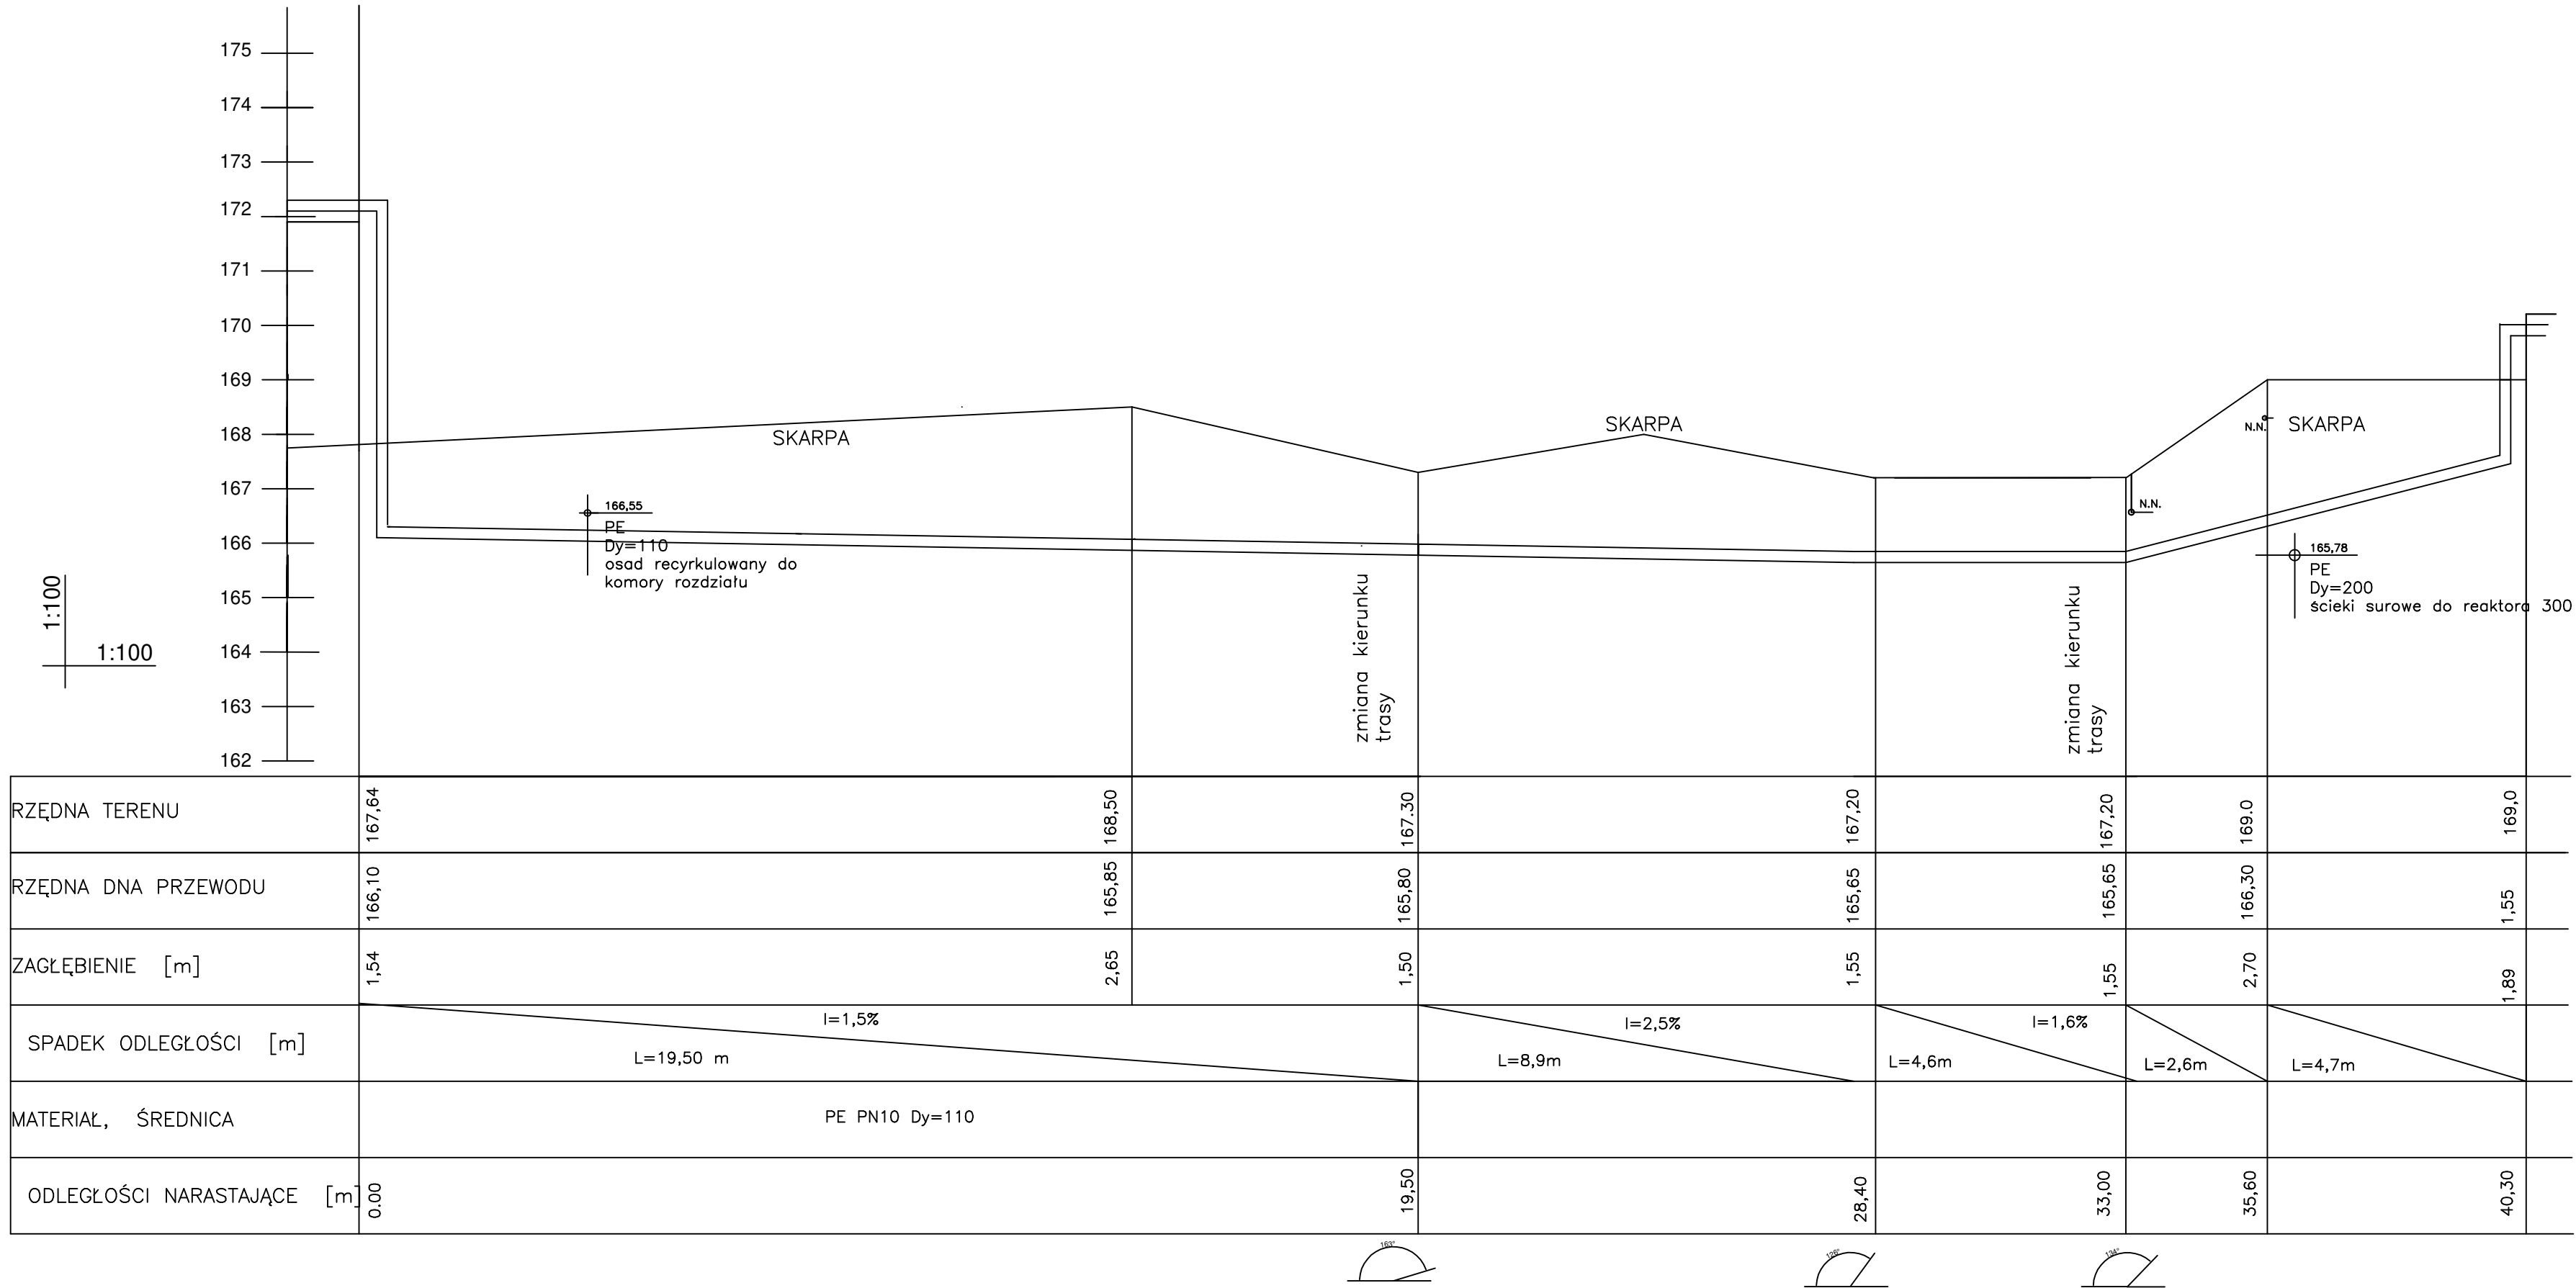 175
174
173
172
171
170
169
168
167
166
165
164
163
162
1:100
1:100
SKARPA
SKARPA
SKARPA
N.N.
N.N.
166,55
PE
Dy=110
osad recyrkulowany do
komory rozdziału
165,78
PE
Dy=200
ścieki surowe do reaktora 300
zmiana kierunku
trasy
zmiana kierunku
trasy
RZĘDNA TERENU
167,64
168,50
167.30
167,20
167,20
169.0
169,0
RZĘDNA DNA PRZEWODU
166,10
165,85
165,80
165,65
165,65
166,30
1,55
ZAGŁĘBIENIE [m]
1,54
2,65
1,50
1,55
1,55
2,70
1,89
SPADEK ODLEGŁOŚCI [m]
I=1,5%
L=19,50 m
I=2,5%
L=8,9m
I=1,6%
L=4,6m
L=2,6m
L=4,7m
MATERIAŁ, ŚREDNICA
PE PN10 Dy=110
ODLEGŁOŚCI NARASTAJĄCE [m]
0.00
19,50
28,40
33,00
35,60
40,30
163°
126°
134°